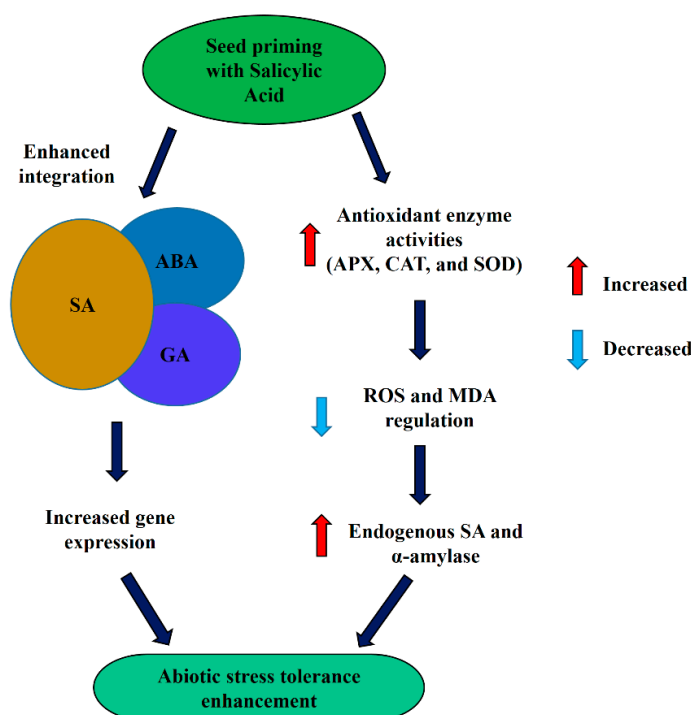 Seed priming
with Salicylic
Acid
Enhanced
integration
ABA
SA
GA
Antioxidant enzyme
activities
(APX, CAT, and SOD)
Increased
Decreased
ROS and MDA
regulation
Increased gene
expression
Endogenous SA and
α-amylase
Abiotic stress tolerance
enhancement